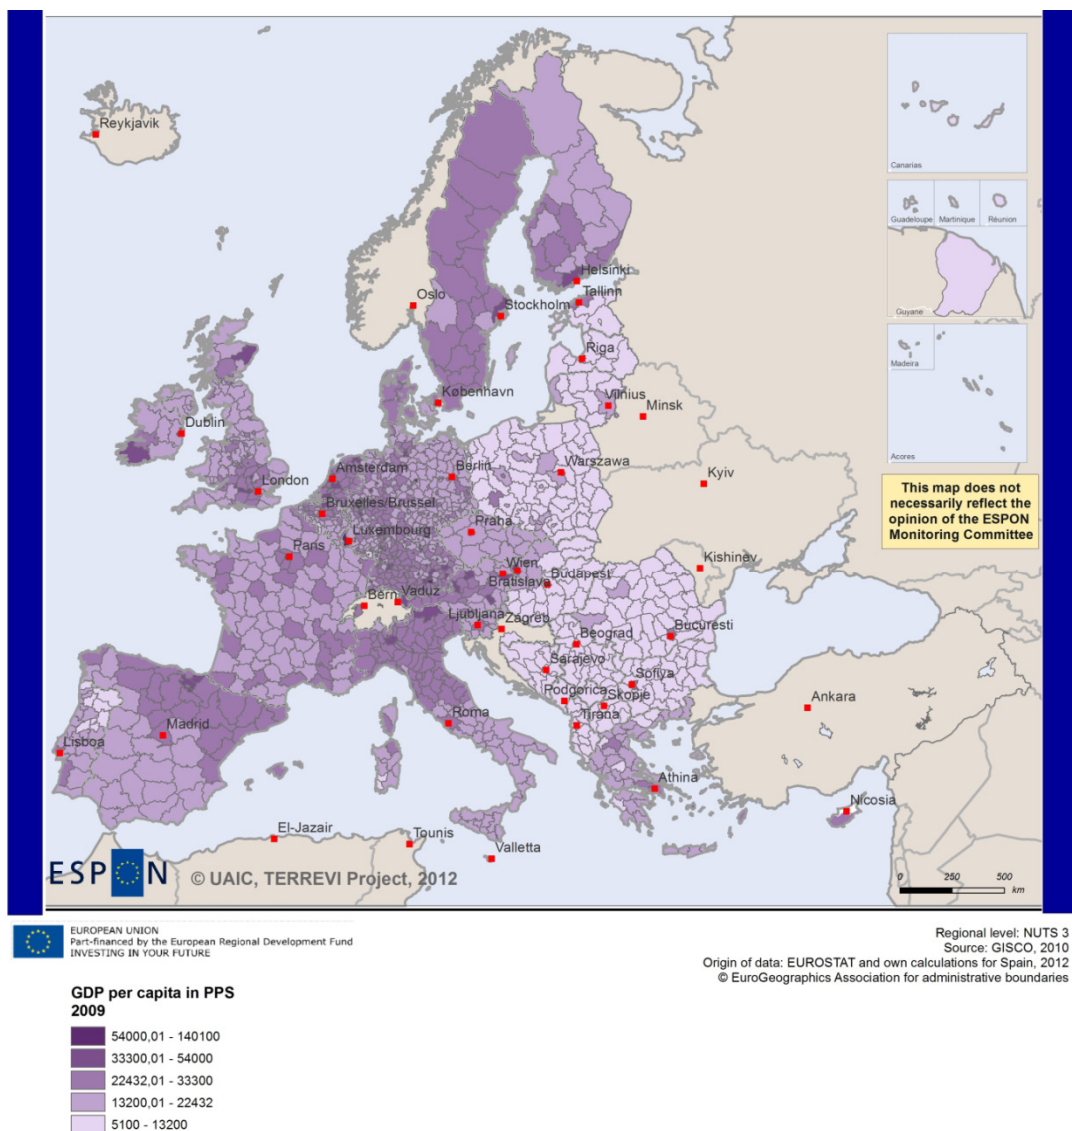 Reykjavik
Canarias
Guadeloupe
Martinique
Réunion
Helsinki
Tallinn
Oslo
Stockholm
Guyane
Riga
Madeira
København
Vilnius
Minsk
Dublin
Acores
Amsterdam
Berlin
Warszawa
London
Kyiv
This map does not
necessarily reflect the
opinion of the ESPON
Monitoring Committee
Bruxelles/Brussel
Praha
Luxembourg
Paris
Kishinev
Wien
Bratislava
Budapest
Bern
Vaduz
Ljubljana
Zagreb
Bucuresti
Beograd
Sarajevo
Sofiya
Podgorica
Skopje
Ankara
Roma
Tirana
Madrid
Lisboa
Athina
Nicosia
El-Jazair
Tounis
Valletta
ESPON
© UAIC, TERREVI Project, 2012
0 250 500
km
EUROPEAN UNION
Part-financed by the European Regional Development Fund
INVESTING IN YOUR FUTURE
Regional level: NUTS 3
Source: GISCO, 2010
Origin of data: EUROSTAT and own calculations for Spain, 2012
© EuroGeographics Association for administrative boundaries
GDP per capita in PPS
2009
54000,01 - 140100
33300,01 - 54000
22432,01 - 33300
13200,01 - 22432
5100 - 13200